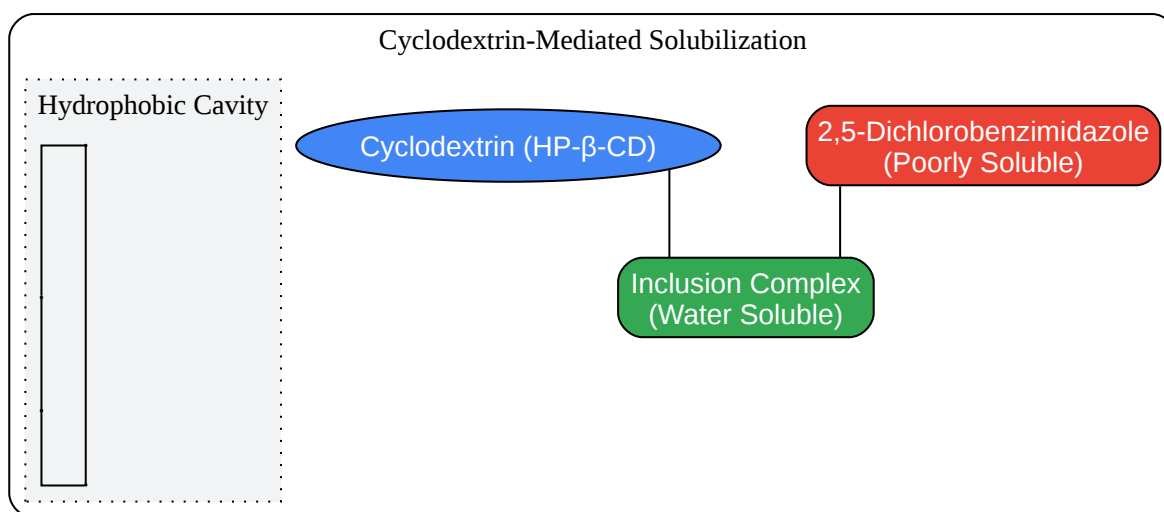 Cyclodextrin-Mediated Solubilization
Hydrophobic Cavity
Cyclodextrin (HP-β-CD)
2,5-Dichlorobenzimidazole
(Poorly Soluble)
Inclusion Complex
(Water Soluble)